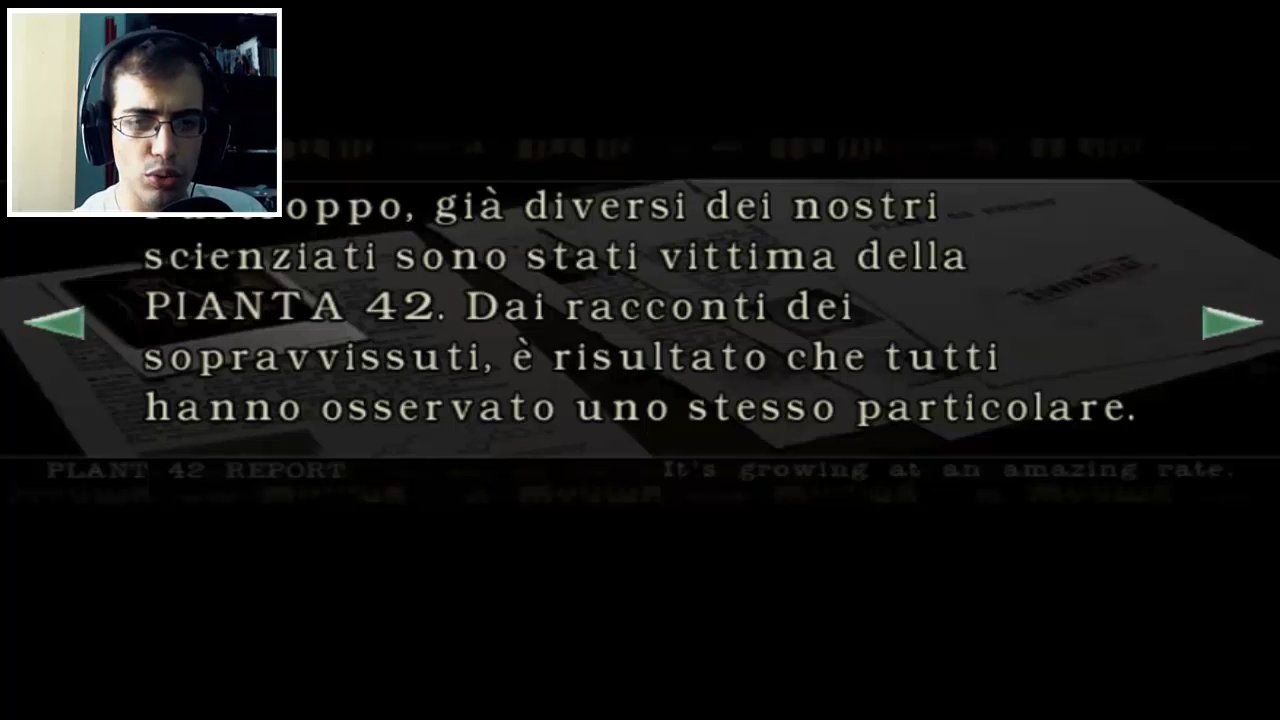 già diversi dei nostri
scienziati sono stati vittima della
PIANTA 42. Dai racconti dei
sopravvissuti, è risultato che tutti
hanno osservato uno stesso particolare.
PLANT 42 REPORT
It's growing at an amazing rate.